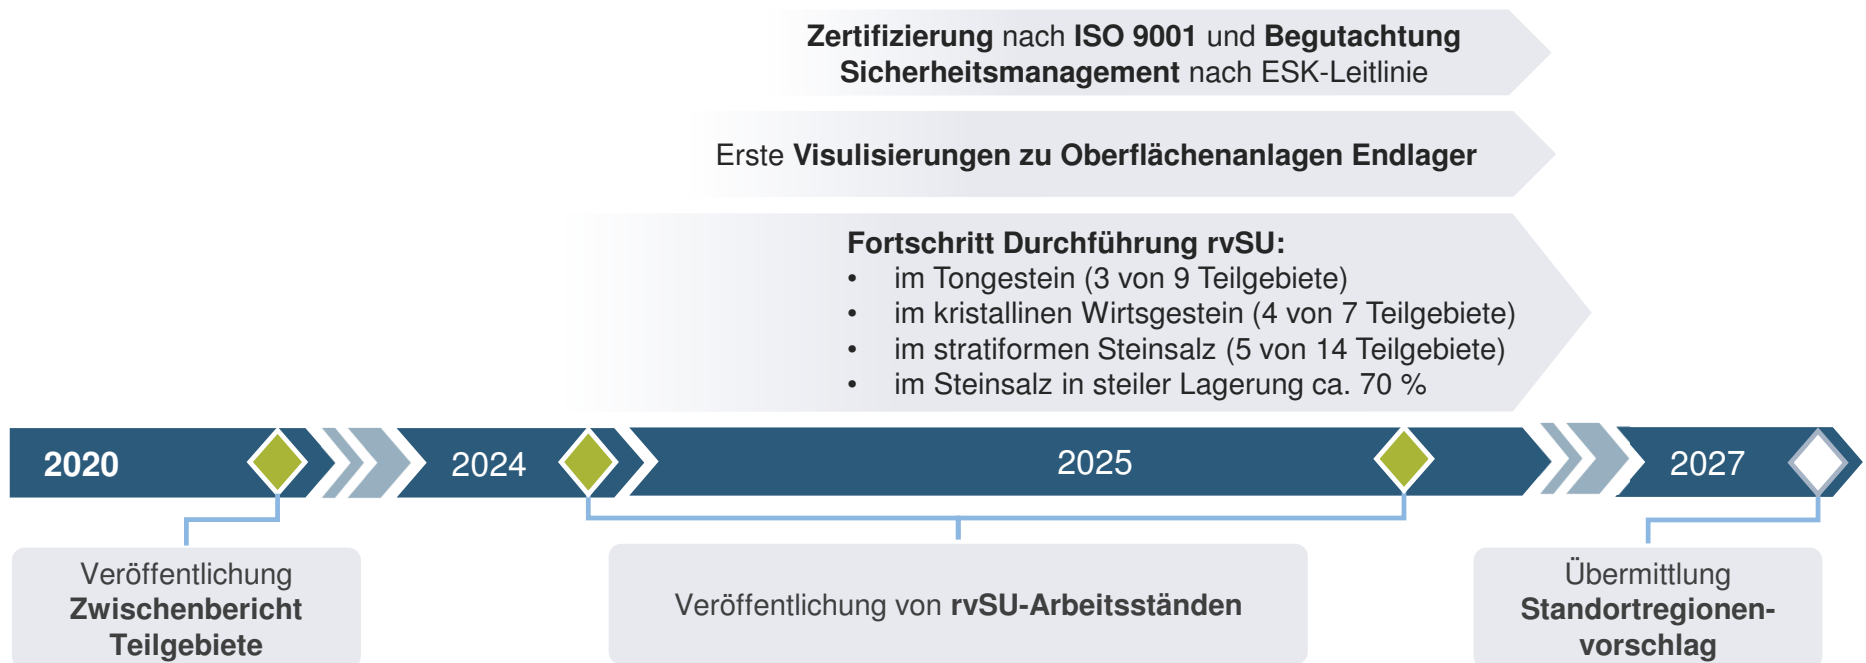 Zertifizierung nach ISO 9001 und Begutachtung
Sicherheitsmanagement nach ESK-Leitlinie
Erste Visulisierungen zu Oberflächenanlagen Endlager
Fortschritt Durchführung rvSU:
• im Tongestein (3 von 9 Teilgebiete)
• im kristallinen Wirtsgestein (4 von 7 Teilgebiete)
• im stratiformen Steinsalz (5 von 14 Teilgebiete)
• im Steinsalz in steiler Lagerung ca. 70 %
2020
2024
2025
2027
Veröffentlichung
Zwischenbericht
Teilgebiete
Veröffentlichung von rvSU-Arbeitsständen
Übermittlung
Standortregionen-
vorschlag